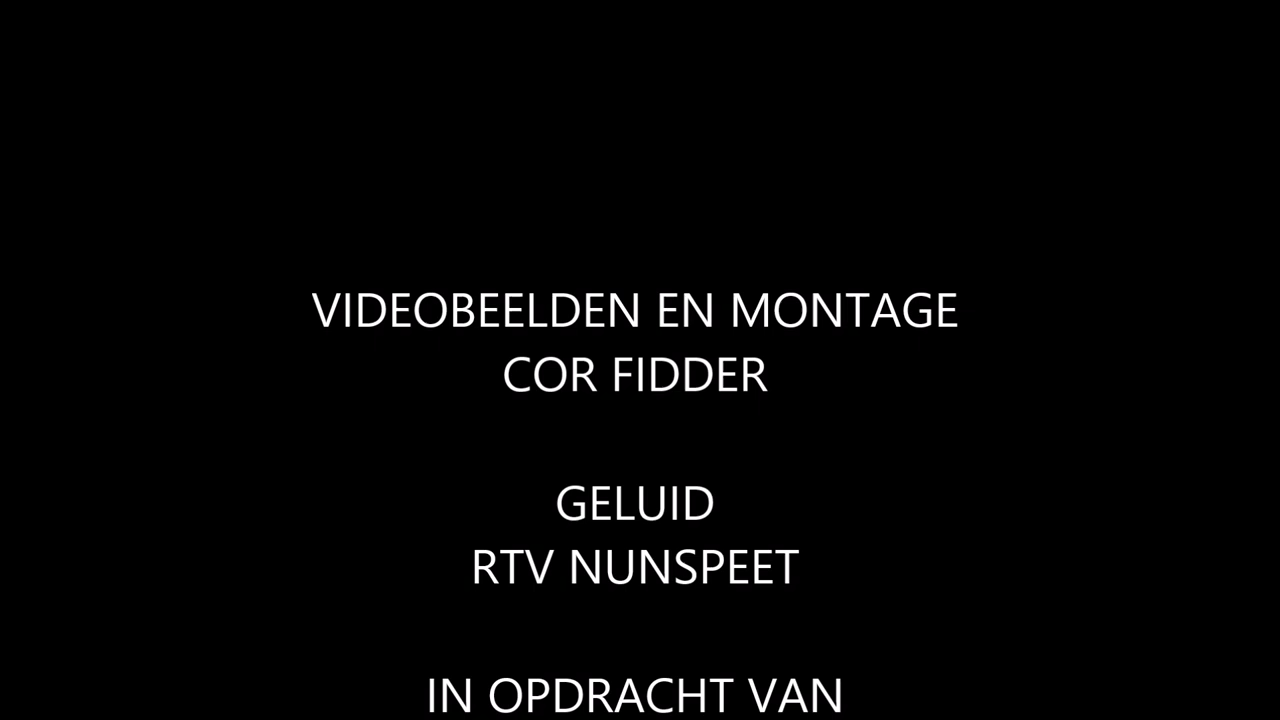 VIDEOBEELDEN EN MONTAGE
COR FIDDER
GELUID
RTV NUNSPEET
IN OPDRACHT VAN